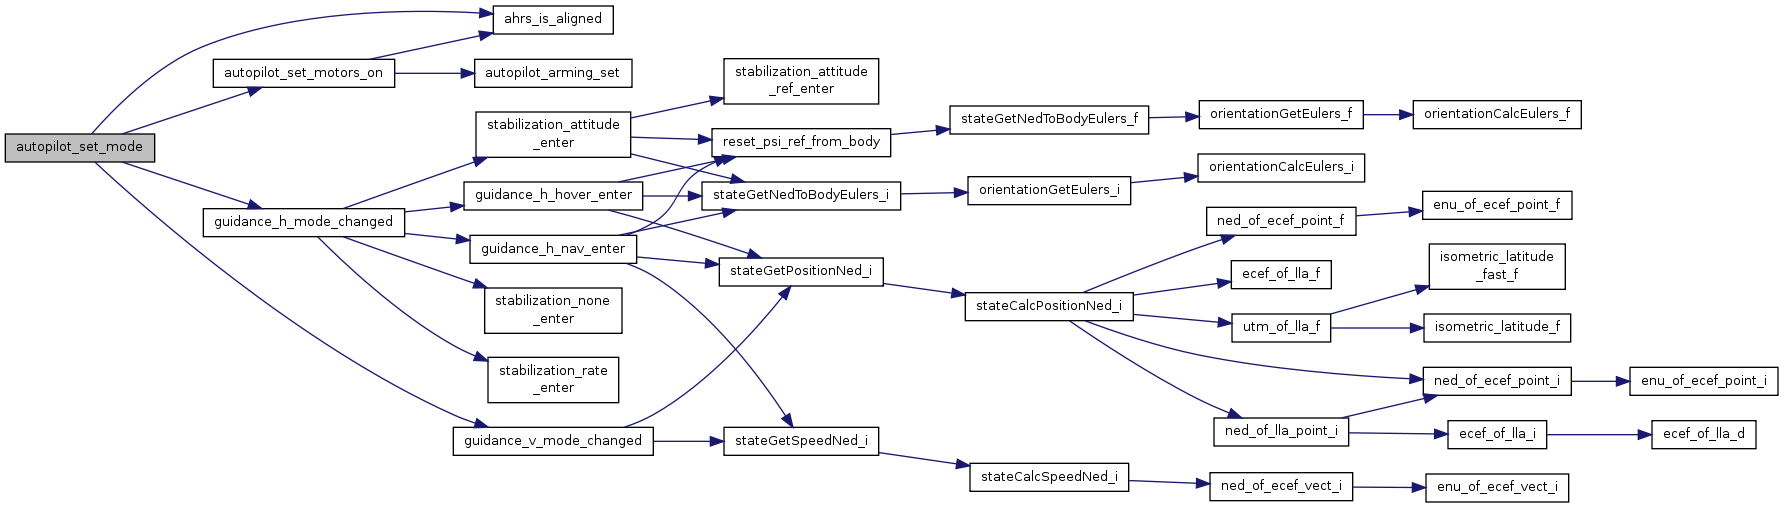 autopilot_set_mode
ahrs_is_aligned
autopilot_set_motors_on
autopilot_arming_set
guidance_h_mode_changed
guidance_v_mode_changed
stabilization_attitude
_enter
guidance_h_hover_enter
guidance_h_nav_enter
stabilization_none
_enter
stabilization_rate
_enter
stabilization_attitude
_ref_enter
reset_psi_ref_from_body
stateGetNedToBodyEulers_i
stateGetPositionNed_i
stateGetSpeedNed_i
stateGetNedToBodyEulers_f
orientationGetEulers_i
stateCalcPositionNed_i
stateCalcSpeedNed_i
orientationGetEulers_f
orientationCalcEulers_f
orientationCalcEulers_i
ned_of_ecef_point_f
enu_of_ecef_point_f
ecef_of_lla_f
utm_of_lla_f
isometric_latitude
_fast_f
isometric_latitude_f
ned_of_ecef_point_i
enu_of_ecef_point_i
ned_of_lla_point_i
ecef_of_lla_i
ecef_of_lla_d
ned_of_ecef_vect_i
enu_of_ecef_vect_i